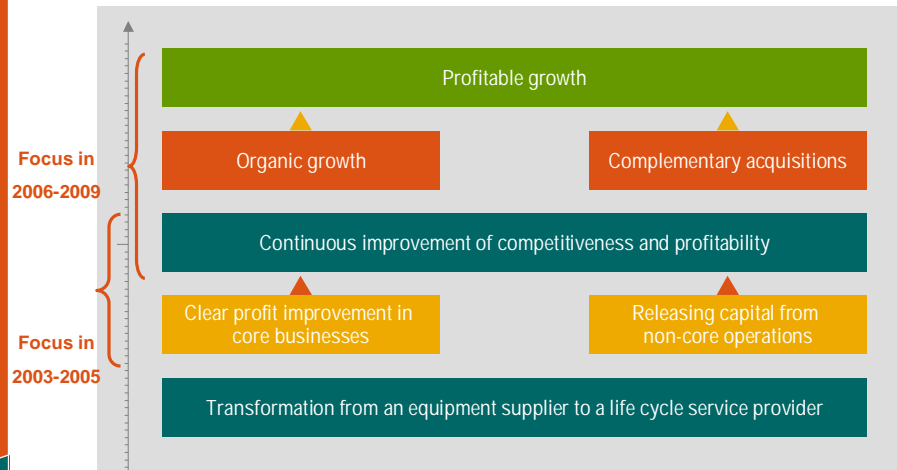 Profitable growth
Focus in
2006-2009
Organic growth
Complementary acquisitions
Continuous improvement of competitiveness and profitability
Focus in
2003-2005
Clear profit improvement in
core businesses
Releasing capital from
non-core operations
Transformation from an equipment supplier to a life cycle service provider